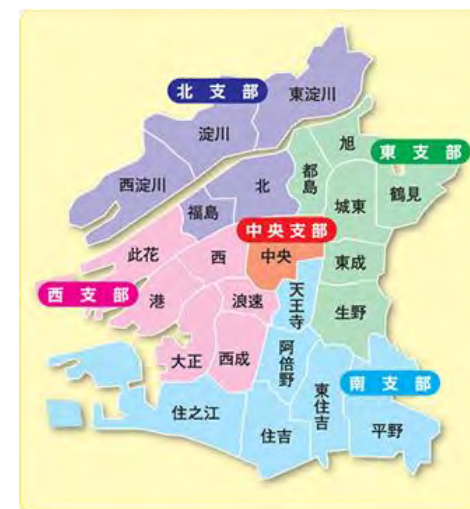 北支部
東淀川
淀川
旭
東支部
都島
西淀川
北
鶴見
城東
福島
中央支部
此花
西
中央
東成
西支部
港
浪速
天王寺
生野
大正
西成
阿倍野
東住吉
南支部
住之江
住吉
平野